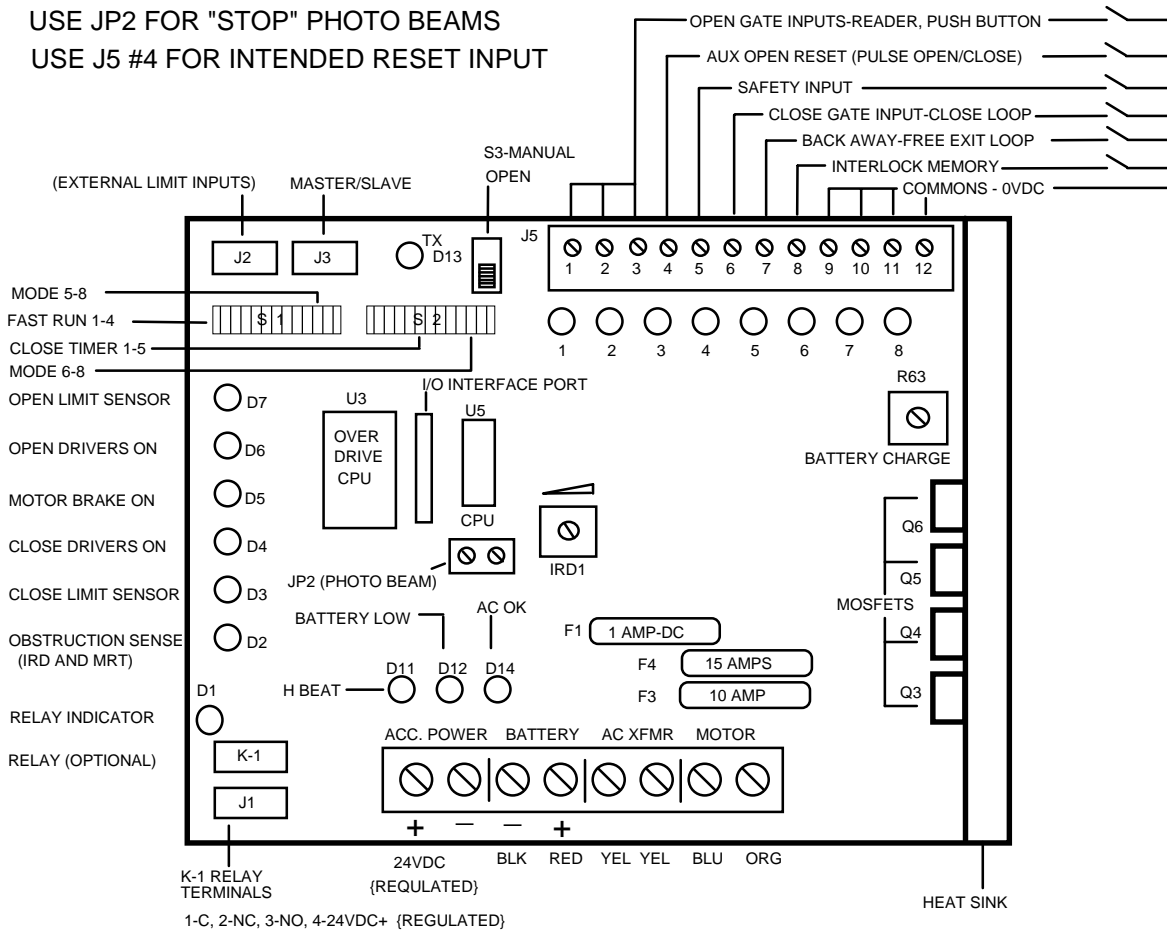 USE JP2 FOR "STOP" PHOTO BEAMS
USE J5 #4 FOR INTENDED RESET INPUT
OPEN GATE INPUTS-READER, PUSH BUTTON
AUX OPEN RESET (PULSE OPEN/CLOSE)
SAFETY INPUT
CLOSE GATE INPUT-CLOSE LOOP
BACK AWAY-FREE EXIT LOOP
INTERLOCK MEMORY
COMMONS - 0VDC
S3-MANUAL
OPEN
(EXTERNAL LIMIT INPUTS)
MASTER/SLAVE
J2
J3
TX
D13
J5
1 2 3 4 5 6 7 8 9 10 11 12
MODE 5-8
FAST RUN 1-4
S 1
S 2
CLOSE TIMER 1-5
MODE 6-8
1 2 3 4 5 6 7 8
OPEN LIMIT SENSOR
D7
OPEN DRIVERS ON
D6
MOTOR BRAKE ON
D5
CLOSE DRIVERS ON
D4
CLOSE LIMIT SENSOR
D3
OBSTRUCTION SENSE
(IRD AND MRT)
D2
I/O INTERFACE PORT
U3
OVER
DRIVE
CPU
U5
CPU
R63
BATTERY CHARGE
IRD1
JP2 (PHOTO BEAM)
Q6
Q5
MOSFETS
Q4
Q3
BATTERY LOW
AC OK
F1
1 AMP-DC
F4
15 AMPS
F3
10 AMP
H BEAT
D11
D12
D14
D1
RELAY INDICATOR
RELAY (OPTIONAL)
K-1
J1
ACC. POWER
BATTERY
AC XFMR
MOTOR
+ — — +
24VDC
{REQULATED}
BLK
RED
YEL
YEL
BLU
ORG
K-1 RELAY
TERMINALS
1-C, 2-NC, 3-NO, 4-24VDC+ {REGULATED}
HEAT SINK